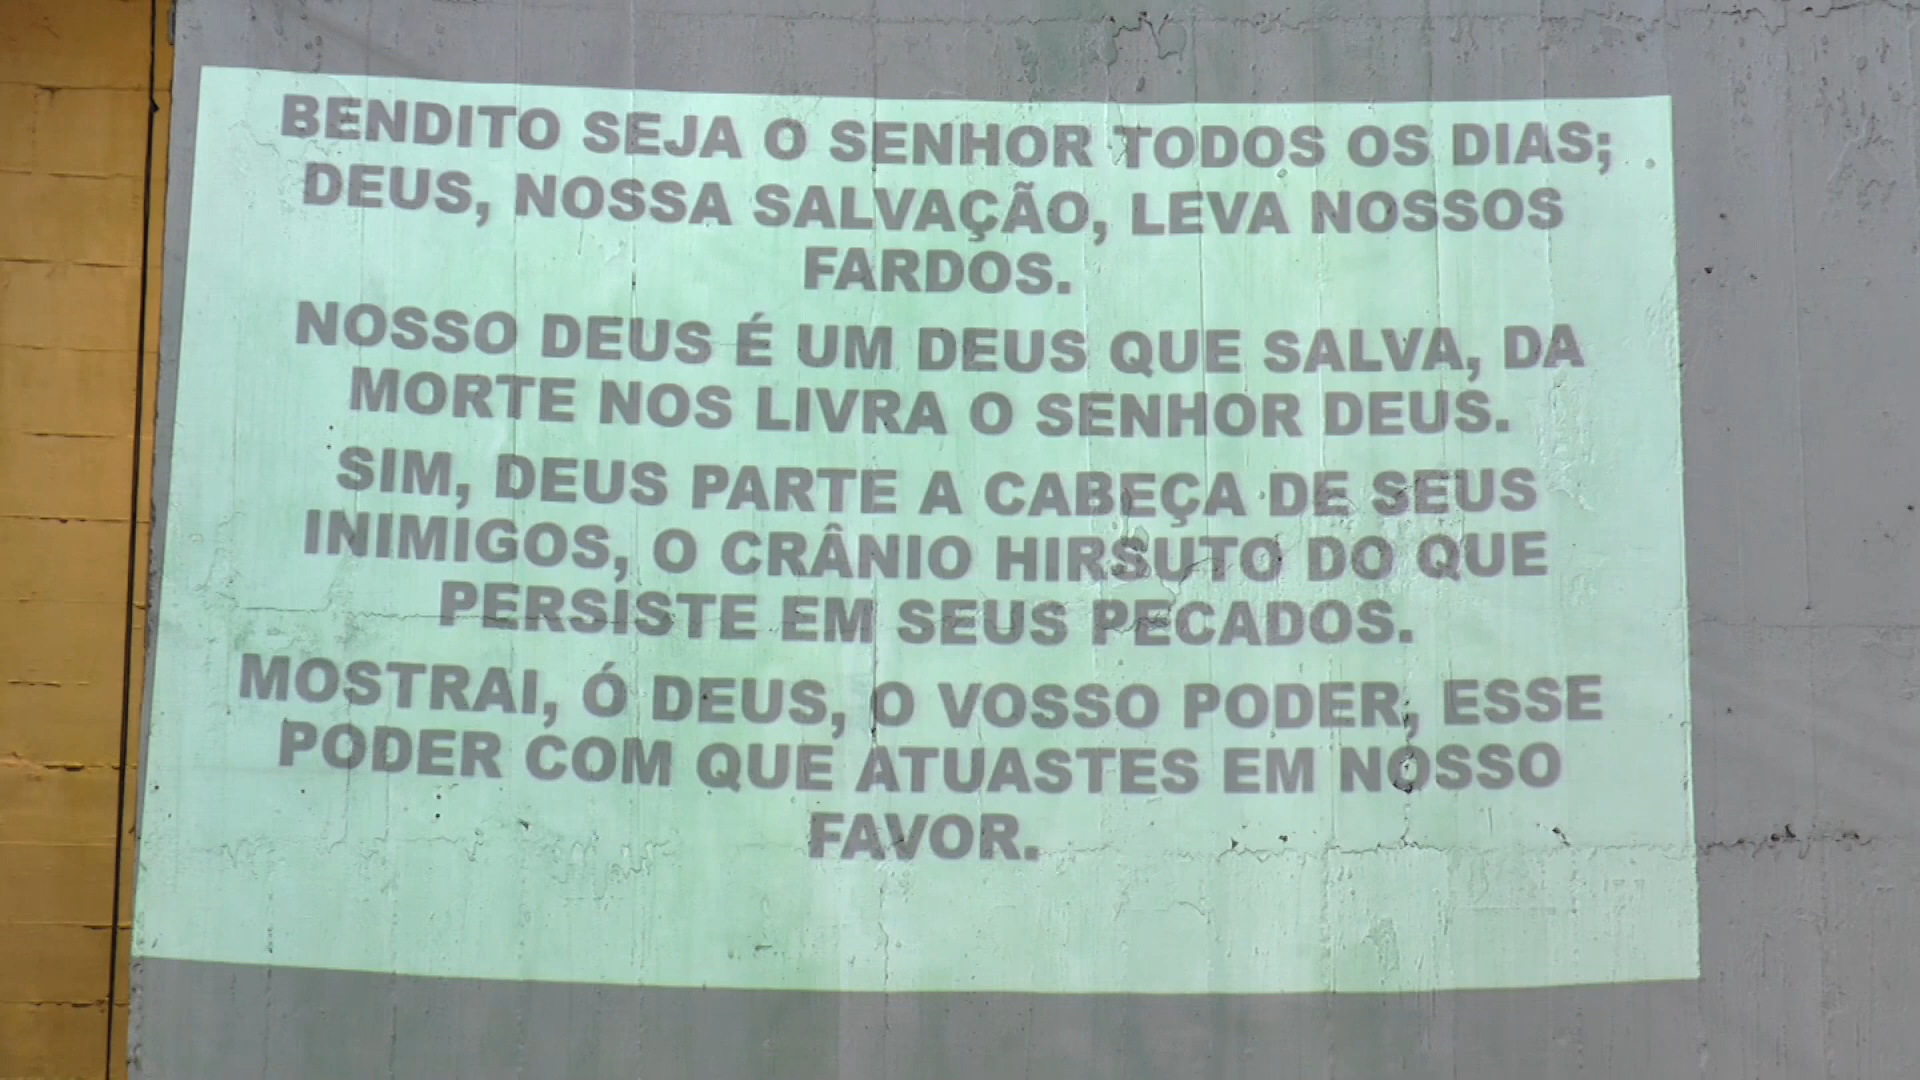 BENDITO SEJA O SENHOR TODOS OS DIAS;
DEUS, NOSSA SALVAÇÃO, LEVA NOSSOS
FARDOS.
NOSSO DEUS É UM DEUS QUE SALVA, DA
MORTE NOS LIVRA O SENHOR DEUS.
SIM, DEUS PARTE A CABEÇA DE SEUS
INIMIGOS, O CRÂNIO HIRSUTO DO QUE
PERSISTE EM SEUS PECADOS.
MOSTRAI, Ó DEUS, O VOSSO PODER, ESSE
PODER COM QUE ATUASTES EM NOSSO
FAVOR.